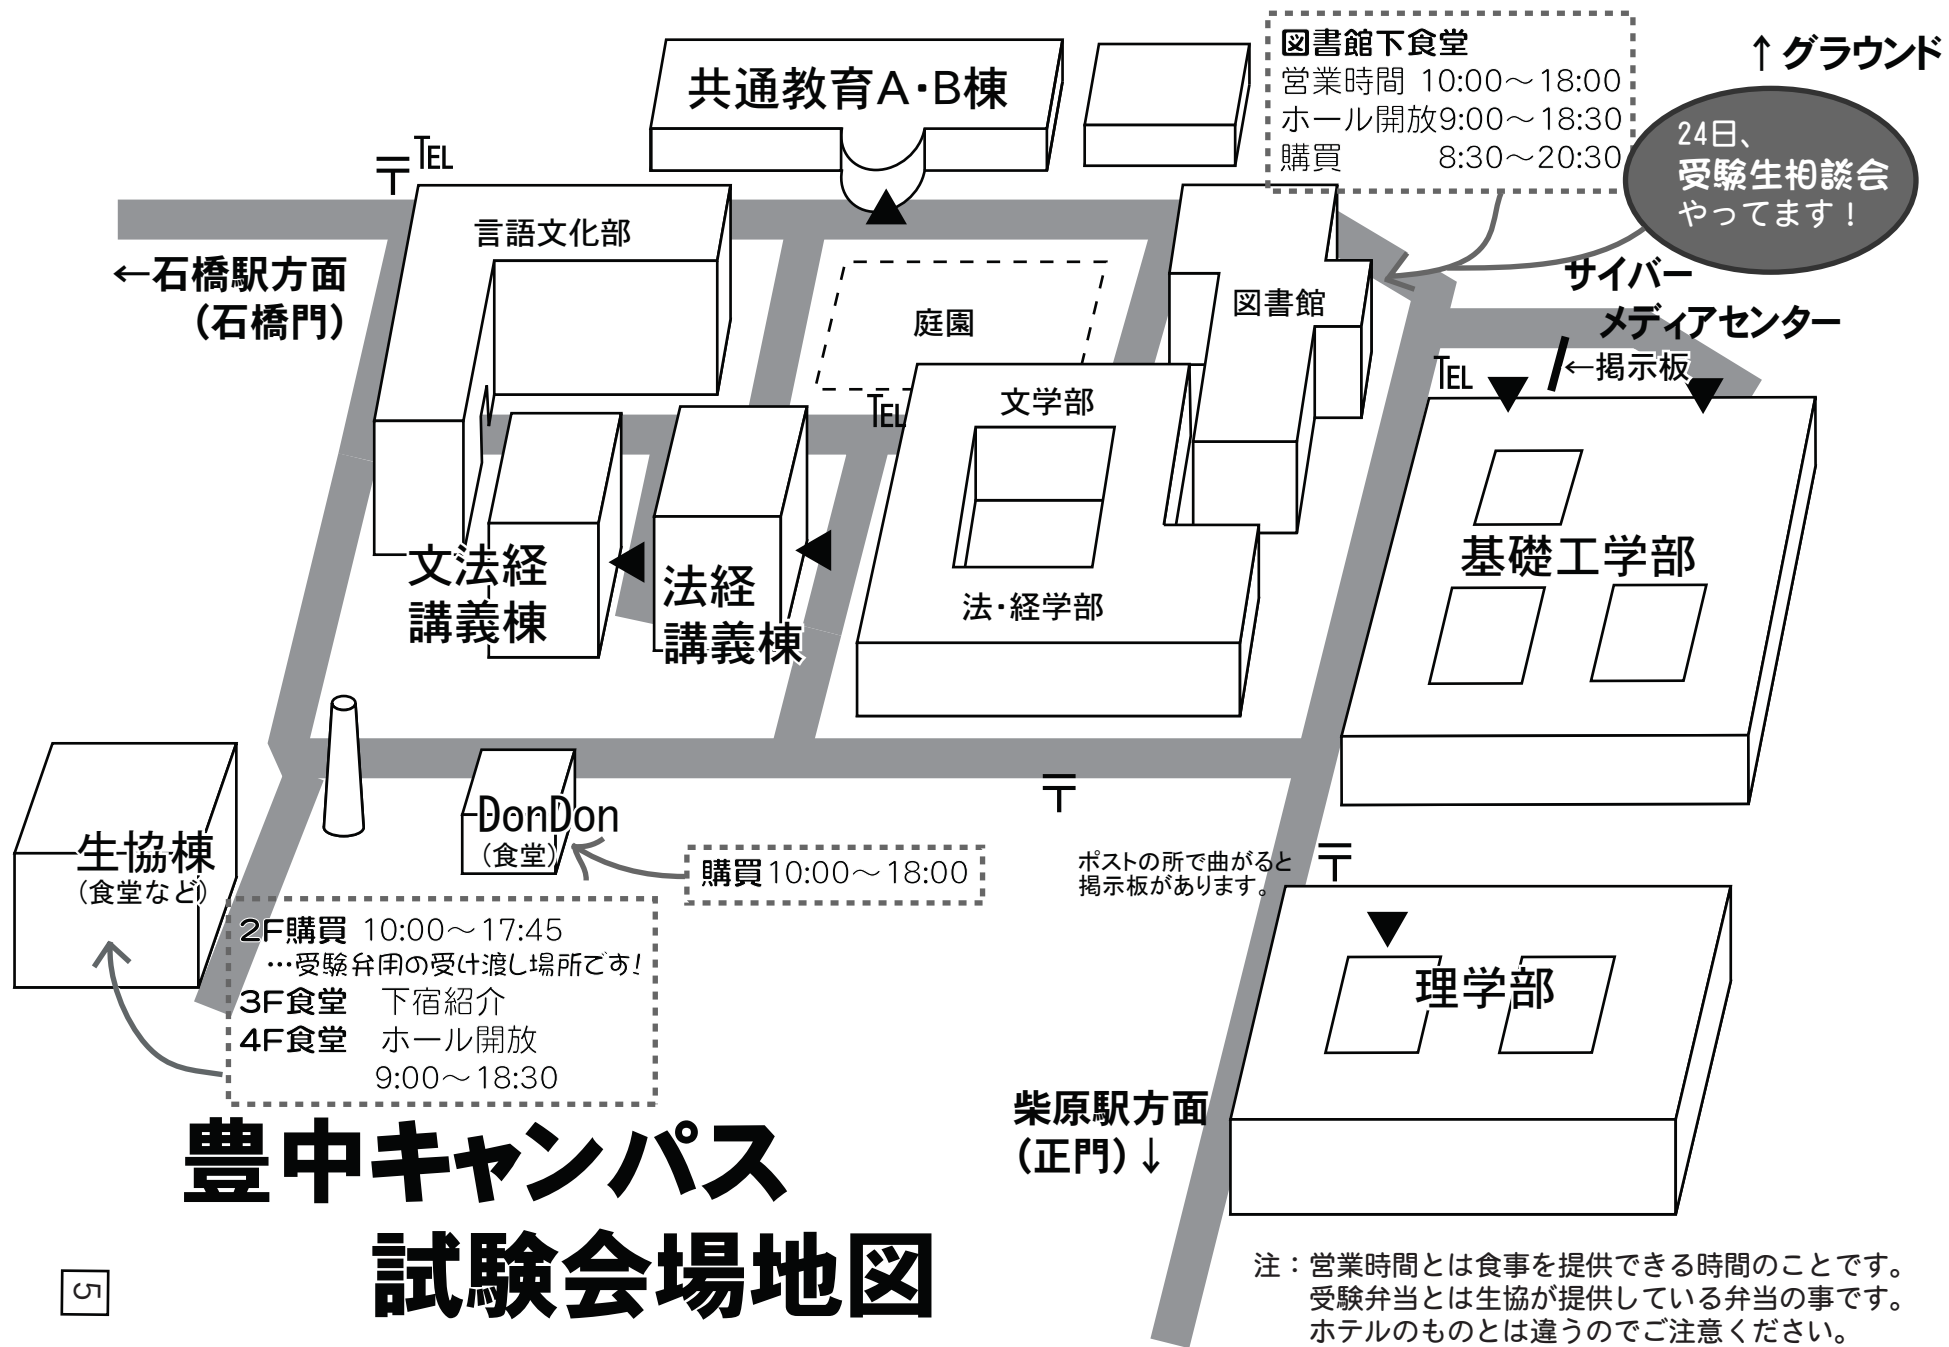 共通教育A・B棟
図書館下食堂
営業時間 10:00～18:00
ホール開放9:00～18:30
購買 8:30～20:30
↑グラウンド
24日、
受験生相談会
やってます！
TEL
言語文化部
←石橋駅方面
（石橋門）
庭園
図書館
サイバー
メディアセンター
←掲示板
TEL
TEL
文学部
法・経学部
文法経
講義棟
法経
講義棟
基礎工学部
生協棟
（食堂など）
DonDon
（食堂）
購買10:00～18:00
ポストの所で曲がると
掲示板があります。
2F購買 10:00～17:45
…受験弁用の受け渡し場所です！
3F食堂 下宿紹介
4F食堂 ホール開放
9:00～18:30
理学部
柴原駅方面
（正門）↓
豊中キャンパス
試験会場地図
5
注：営業時間とは食事を提供できる時間のことです。
受験弁当とは生協が提供している弁当の事です。
ホテルのものとは違うのでご注意ください。